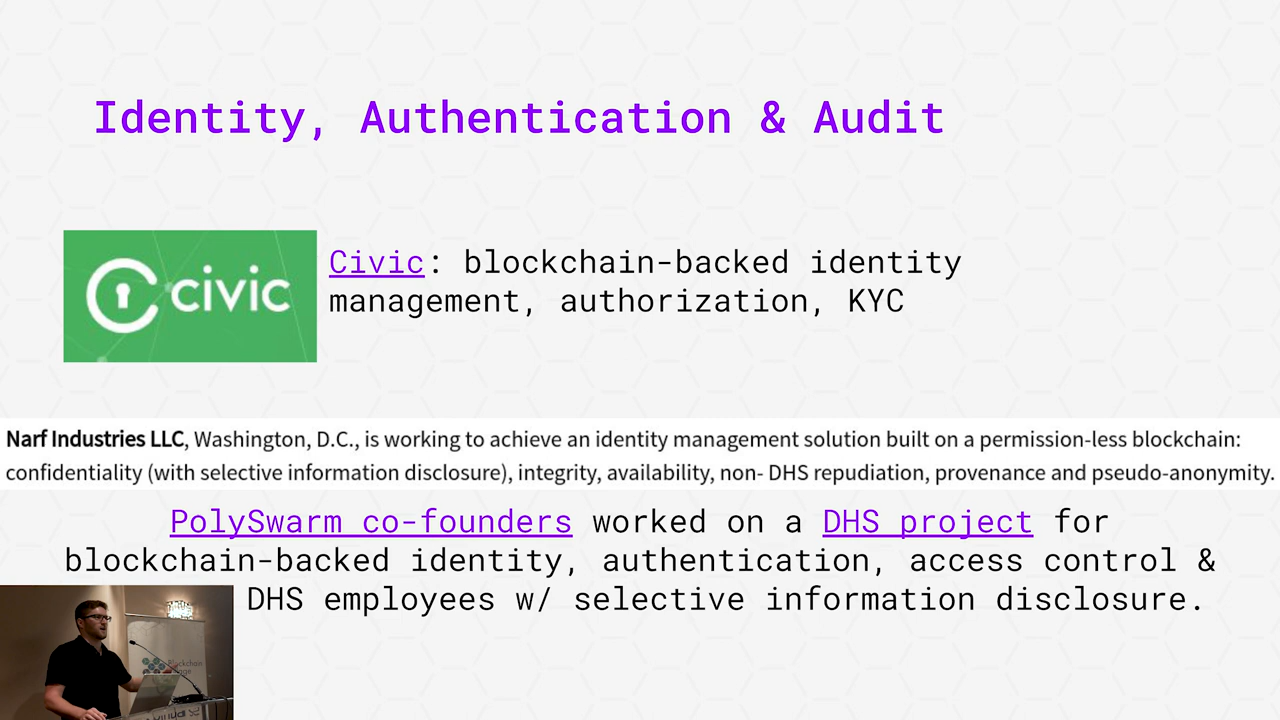 Identity, Authentication & Audit
civic
Civic: blockchain-backed identity
management, authorization, KYC
Narf Industries LLC, Washington, D.C., is working to achieve an identity management solution built on a permission-less blockchain:
confidentiality (with selective information disclosure), integrity, availability, non- DHS repudiation, provenance and pseudo-anonymity.
PolySwarm co-founders worked on a DHS project for
blockchain-backed identity, authentication, access control &
DHS employees w/ selective information disclosure.
Blockchain